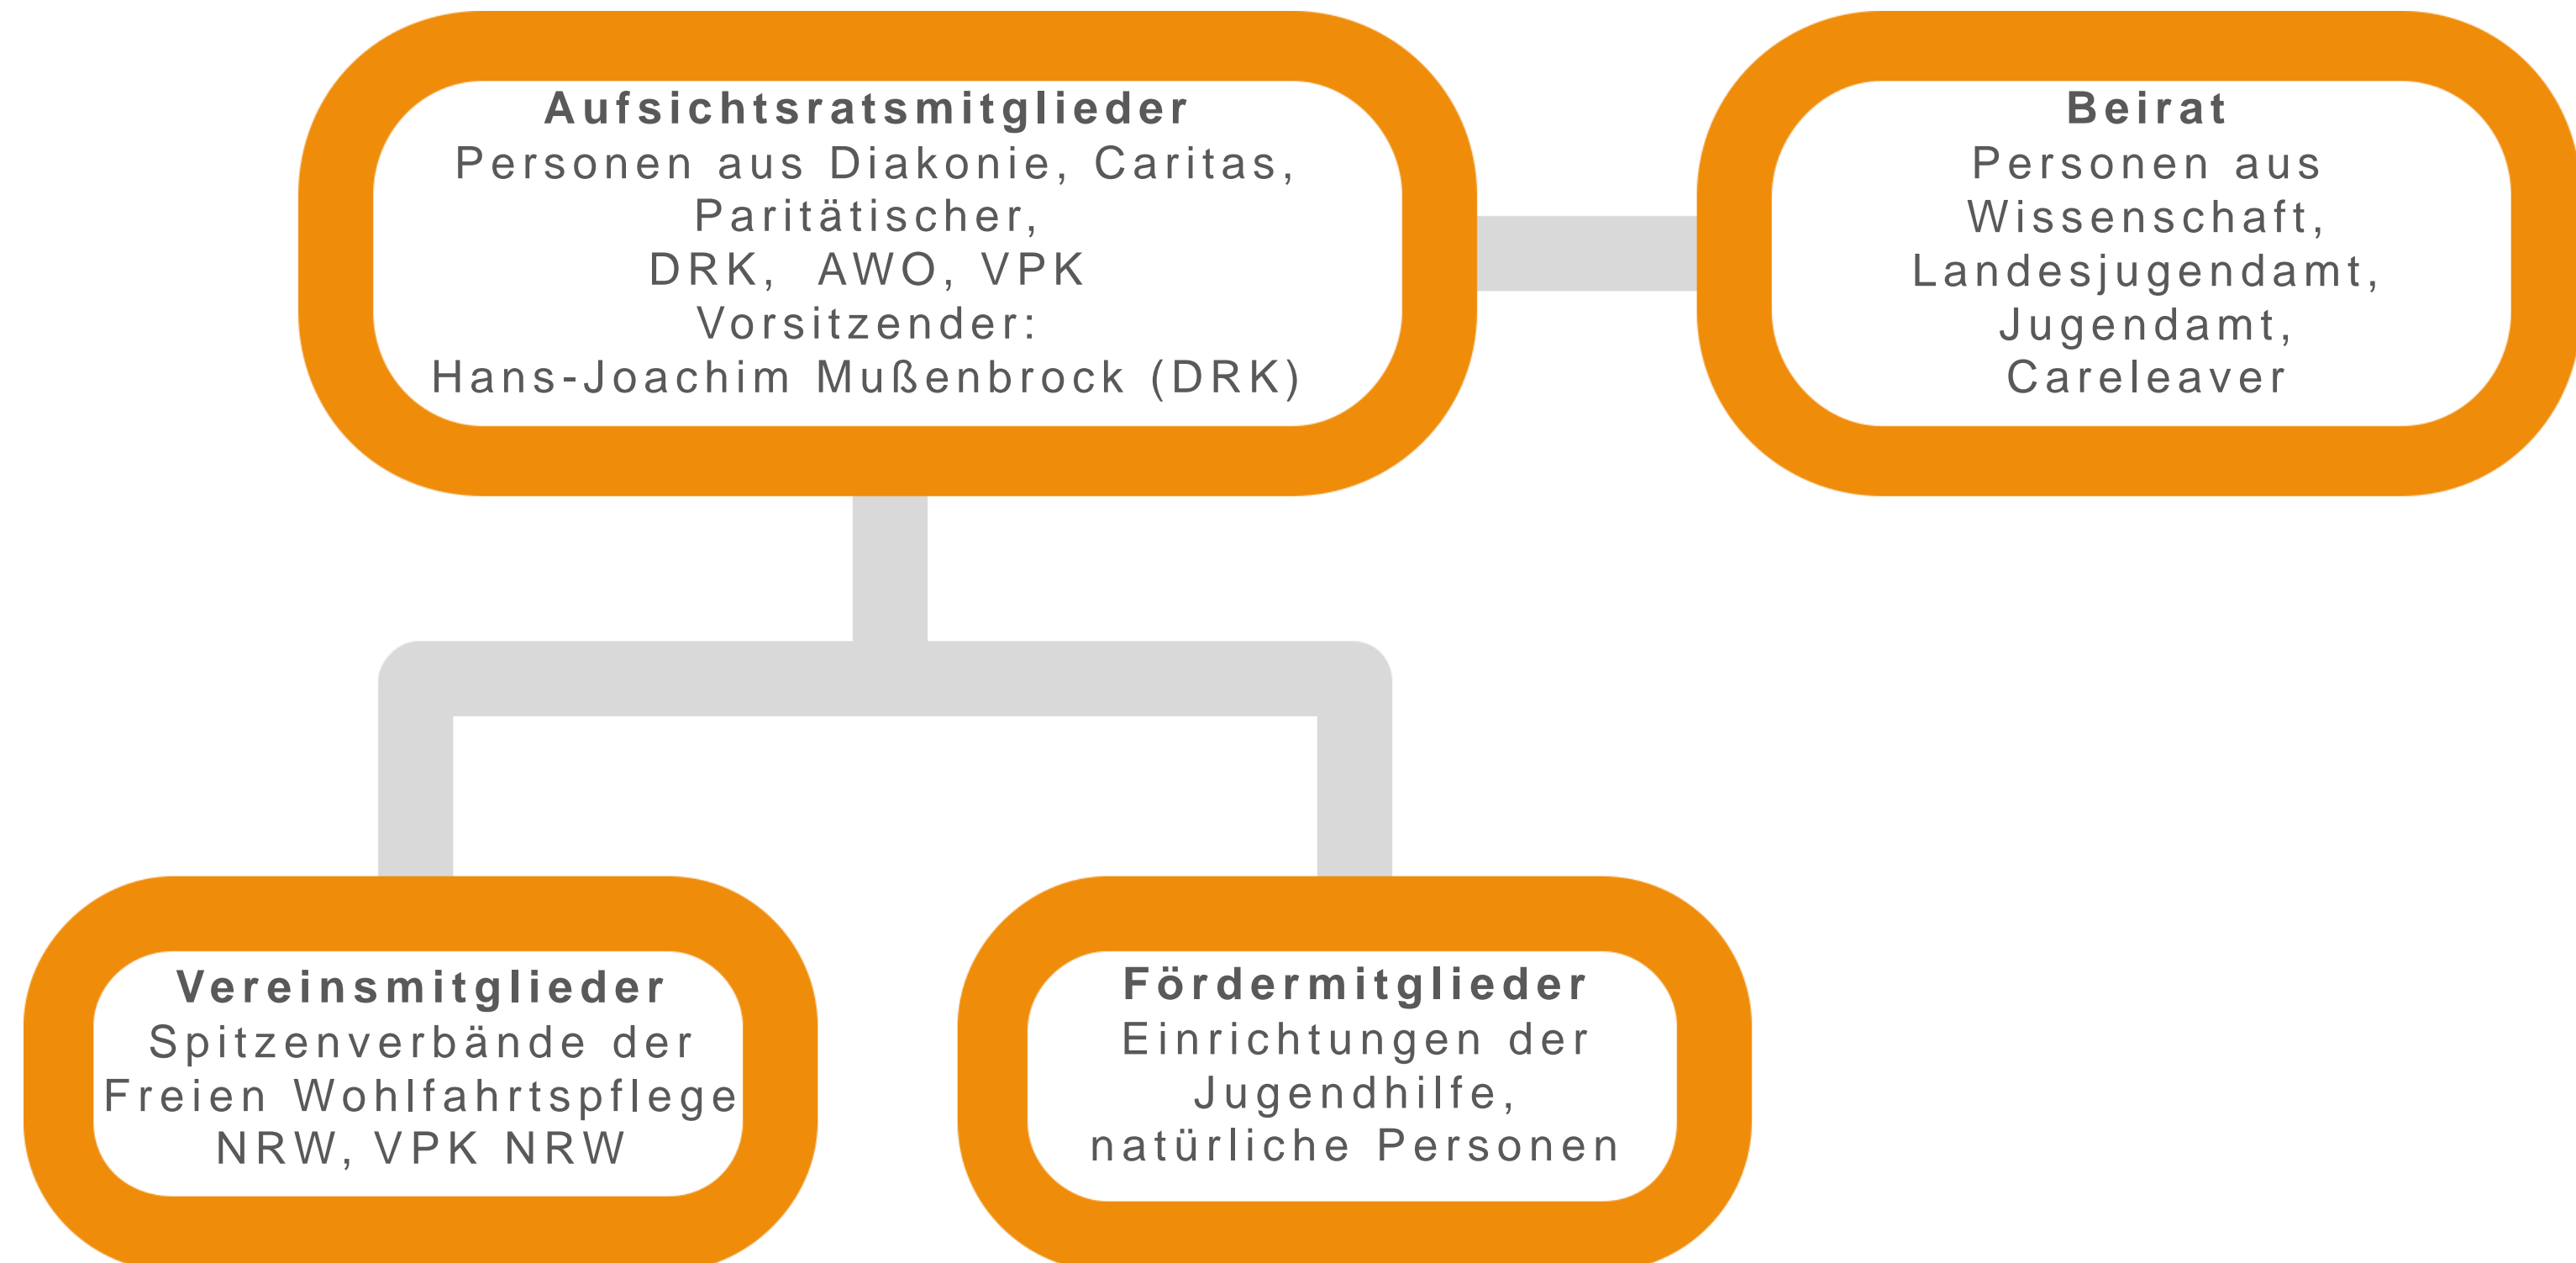 Aufsichtsratsmitglieder
Personen aus Diakonie, Caritas,
Paritätischer,
DRK, AWO, VPK
Vorsitzender:
Hans-Joachim Mußenbrock (DRK)
Beirat
Personen aus
Wissenschaft,
Landesjugendamt,
Jugendamt,
Careleaver
Vereinsmitglieder
Spitzenverbände der
Freien Wohlfahrtspflege
NRW, VPK NRW
Fördermitglieder
Einrichtungen der
Jugendhilfe,
natürliche Personen